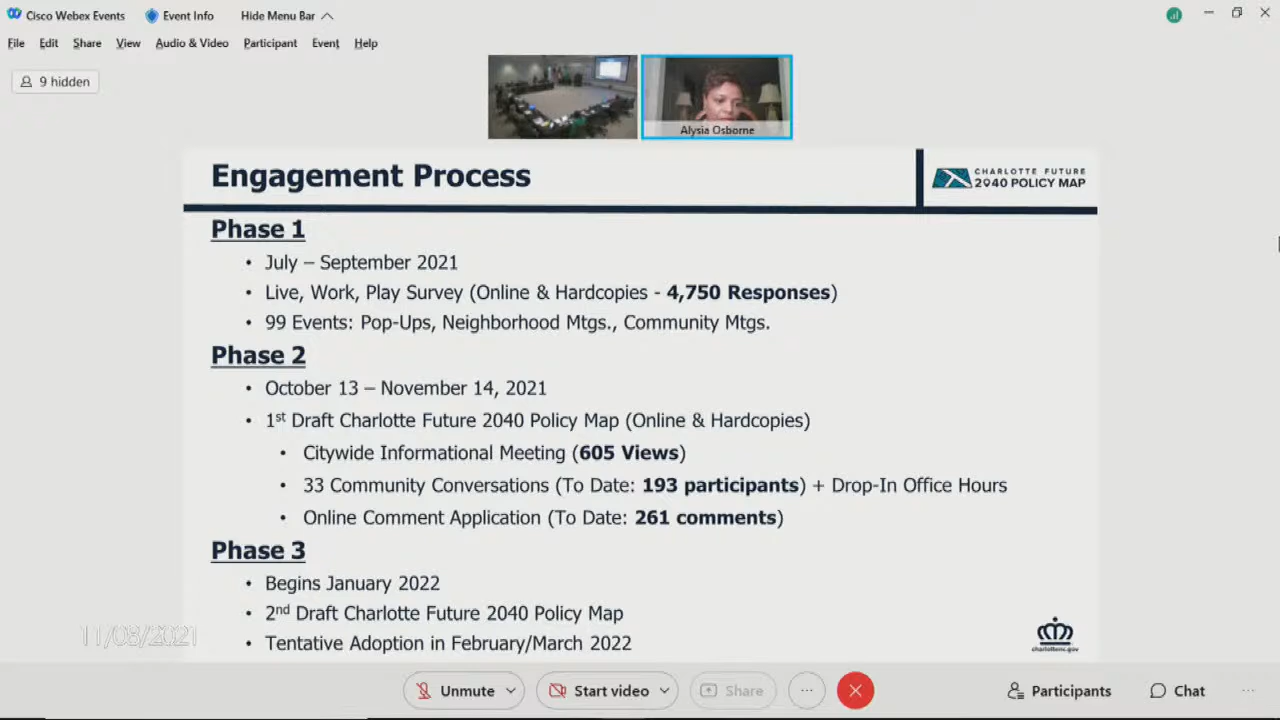 Cisco Webex Events Event Info Hide Menu Bar
File Edit Share View Audio & Video Participant Event Help
9 hidden
Alysia Osborne
Engagement Process
CHARLOTTE FUTURE
2040 POLICY MAP
Phase 1
• July – September 2021
• Live, Work, Play Survey (Online & Hardcopies - 4,750 Responses)
• 99 Events: Pop-Ups, Neighborhood Mtgs., Community Mtgs.
Phase 2
• October 13 – November 14, 2021
• 1st Draft Charlotte Future 2040 Policy Map (Online & Hardcopies)
• Citywide Informational Meeting (605 Views)
• 33 Community Conversations (To Date: 193 participants) + Drop-In Office Hours
• Online Comment Application (To Date: 261 comments)
Phase 3
• Begins January 2022
• 2nd Draft Charlotte Future 2040 Policy Map
• Tentative Adoption in February/March 2022
11/08/2021
charlottenc.gov
Unmute Start video Share Participants Chat